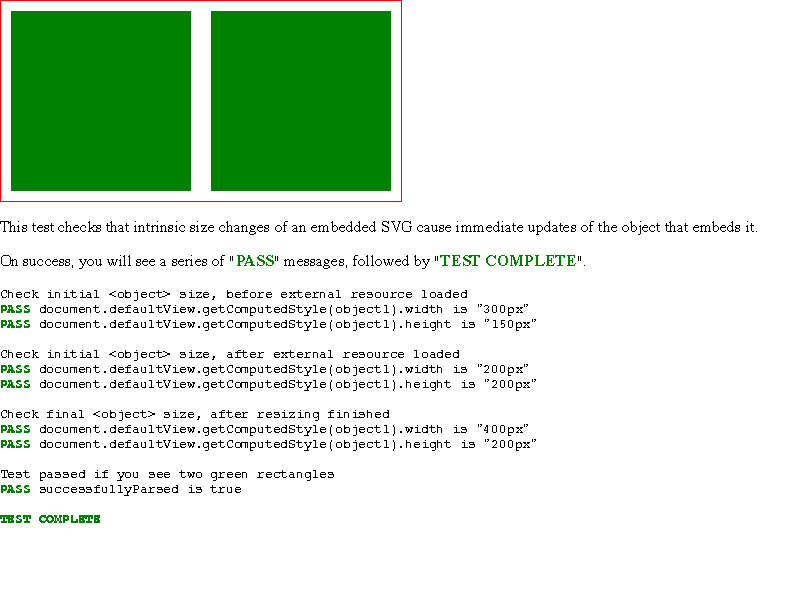 This test checks that intrinsic size changes of an embedded SVG cause immediate updates of the object that embeds it.
On success, you will see a series of "PASS" messages, followed by "TEST COMPLETE".
Check initial <object> size, before external resource loaded
PASS document.defaultView.getComputedStyle(object1).width is "300px"
PASS document.defaultView.getComputedStyle(object1).height is "150px"
Check initial <object> size, after external resource loaded
PASS document.defaultView.getComputedStyle(object1).width is "200px"
PASS document.defaultView.getComputedStyle(object1).height is "200px"
Check final <object> size, after resizing finished
PASS document.defaultView.getComputedStyle(object1).width is "400px"
PASS document.defaultView.getComputedStyle(object1).height is "200px"
Test passed if you see two green rectangles
PASS successfullyParsed is true
TEST COMPLETE